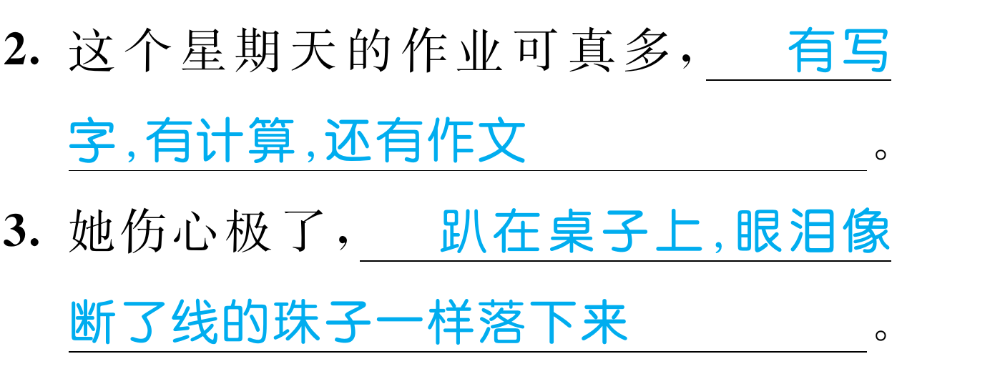 2. 这个星期天的作业可真多，有写
字,有计算,还有作文。
3. 她伤心极了，趴在桌子上,眼泪像
断了线的珠子一样落下来。